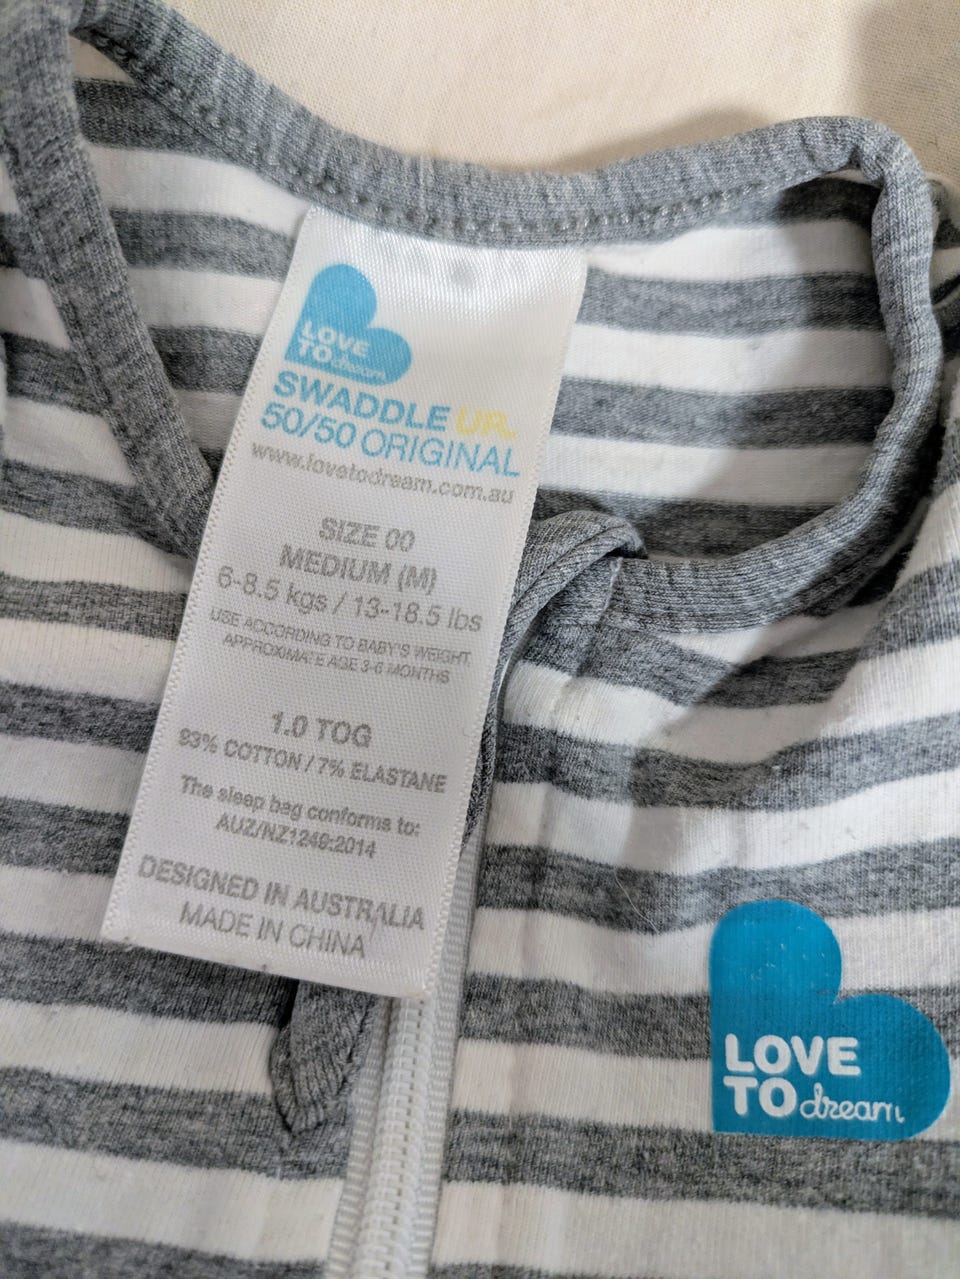 LOVE
TO dream
SWADDLE UP.
50/50 ORIGINAL
www.lovetodream.com.au
SIZE 00
MEDIUM (M)
6-8.5 kgs / 13-18.5 lbs
USE ACCORDING TO BABY'S WEIGHT,
APPROXIMATE AGE 3-6 MONTHS
1.0 TOG
93% COTTON / 7% ELASTANE
The sleep bag conforms to:
AUZ/NZ1249:2014
DESIGNED IN AUSTRALIA
MADE IN CHINA
LOVE
TO dream